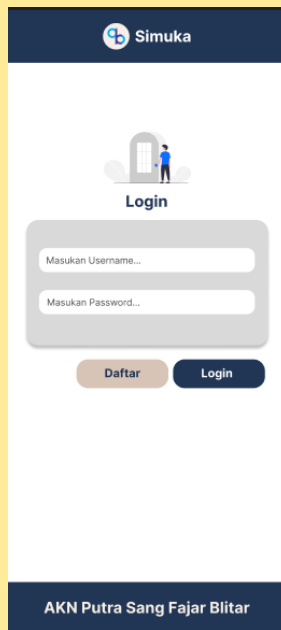 Simuka
Login
Masukan Username...
Masukan Password...
Daftar
Login
AKN Putra Sang Fajar Blitar